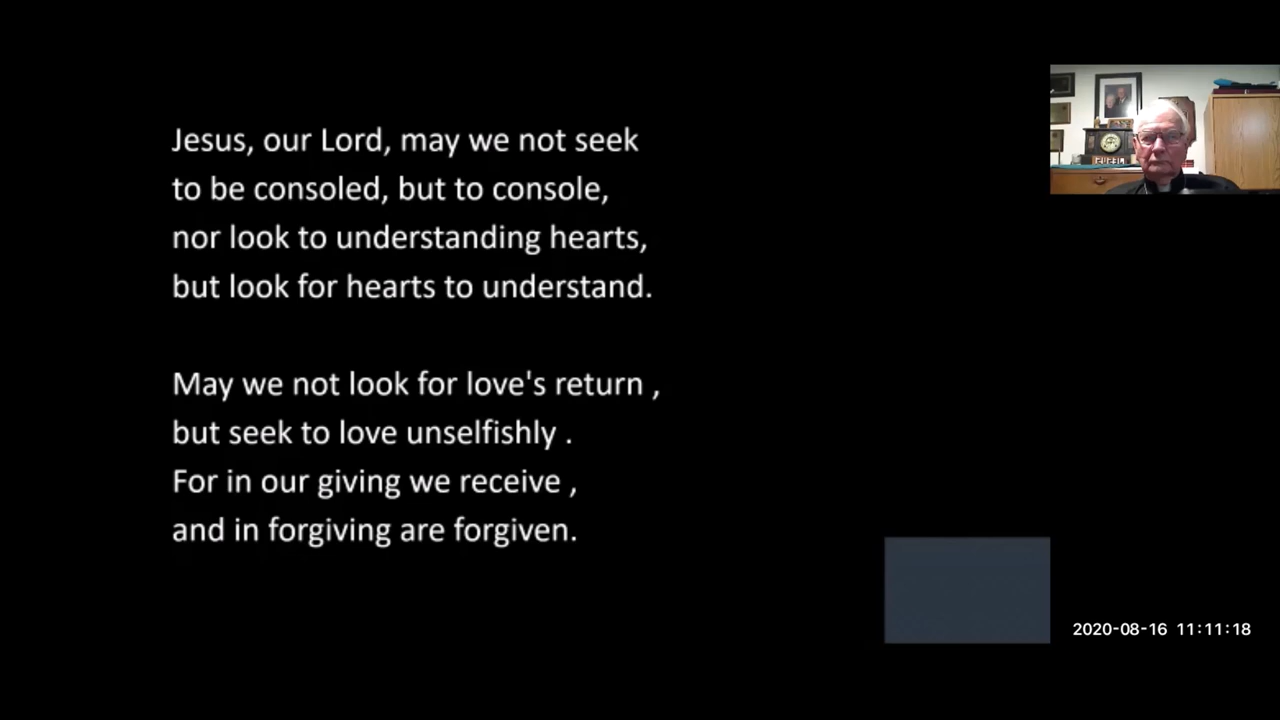 Jesus, our Lord, may we not seek
to be consoled, but to console,
nor look to understanding hearts,
but look for hearts to understand.
May we not look for love's return ,
but seek to love unselfishly .
For in our giving we receive ,
and in forgiving are forgiven.
2020-08-16 11:11:18